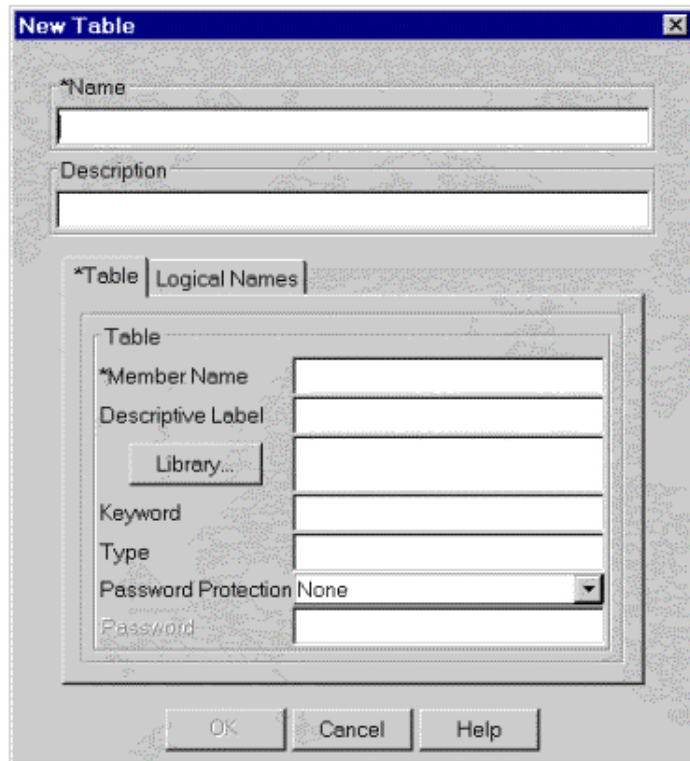 New Table
*Name
Description
*Table
Logical Names
Table
*Member Name
Descriptive Label
Library...
Keyword
Type
Password Protection None
Password
OK
Cancel
Help